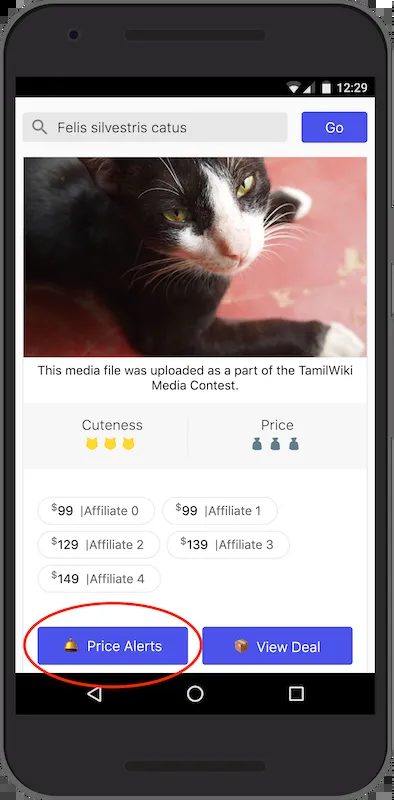 12:29
Felis silvestris catus
Go
This media file was uploaded as a part of the TamilWiki
Media Contest.
Cuteness
Price
$99 |Affiliate 0
$99 |Affiliate 1
$129 |Affiliate 2
$139 |Affiliate 3
$149 |Affiliate 4
Price Alerts
View Deal